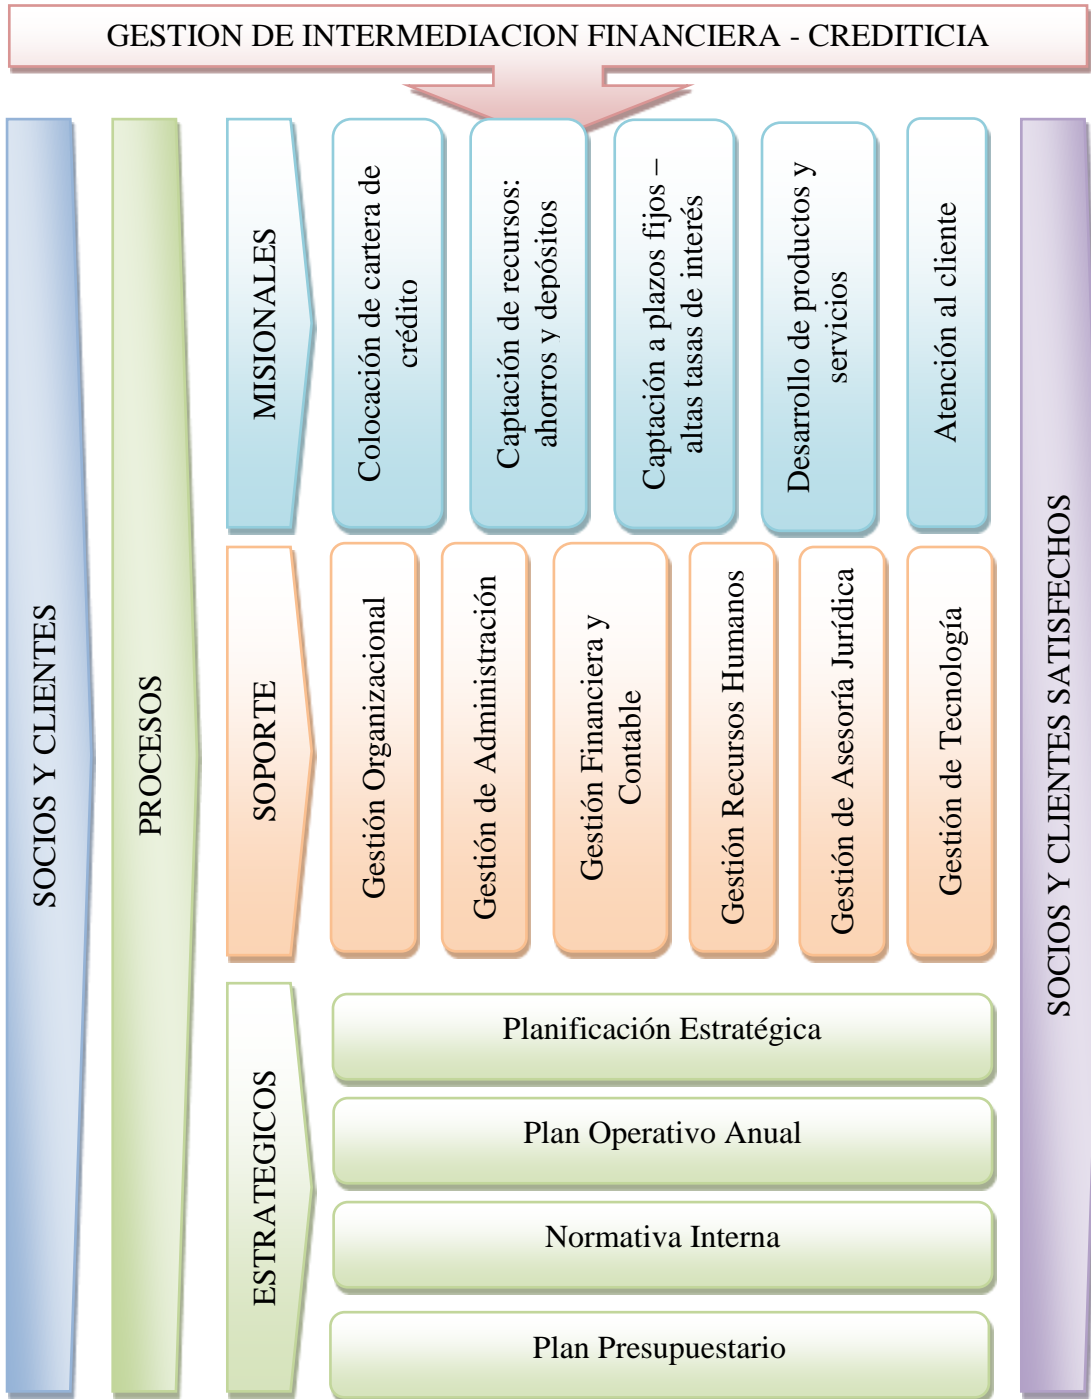 GESTION DE INTERMEDIACION FINANCIERA - CREDITICIA
SOCIOS Y CLIENTES
PROCESOS
MISIONALES
Colocación de cartera de
crédito
Captación de recursos:
ahorros y depósitos
Captación a plazos fijos –
altas tasas de interés
Desarrollo de productos y
servicios
Atención al cliente
SOPORTE
Gestión Organizacional
Gestión de Administración
Gestión Financiera y
Contable
Gestión Recursos Humanos
Gestión de Asesoría Jurídica
Gestión de Tecnología
ESTRATEGICOS
Planificación Estratégica
Plan Operativo Anual
Normativa Interna
Plan Presupuestario
SOCIOS Y CLIENTES SATISFECHOS